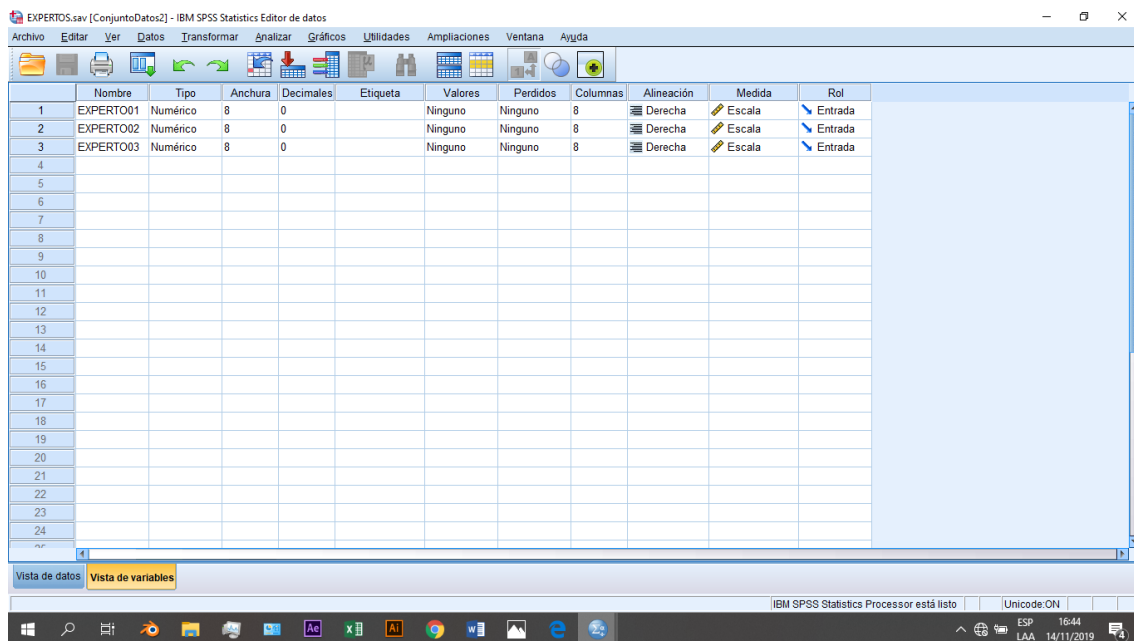 EXPERTOS.sav [ConjuntoDatos2] - IBM SPSS Statistics Editor de datos
Archivo Editar Ver Datos Transformar Analizar Gráficos Utilidades Ampliaciones Ventana Ayuda
Nombre Tipo Anchura Decimales Etiqueta Valores Perdidos Columnas Alineación Medida Rol
1 EXPERTO01 Numérico 8 0 Ninguno Ninguno 8 Derecha Escala Entrada
2 EXPERTO02 Numérico 8 0 Ninguno Ninguno 8 Derecha Escala Entrada
3 EXPERTO03 Numérico 8 0 Ninguno Ninguno 8 Derecha Escala Entrada
4
5
6
7
8
9
10
11
12
13
14
15
16
17
18
19
20
21
22
23
24
Vista de datos Vista de variables
IBM SPSS Statistics Processor está listo Unicode:ON
Ae Ai ESP 16:44
LAA 14/11/2019 4